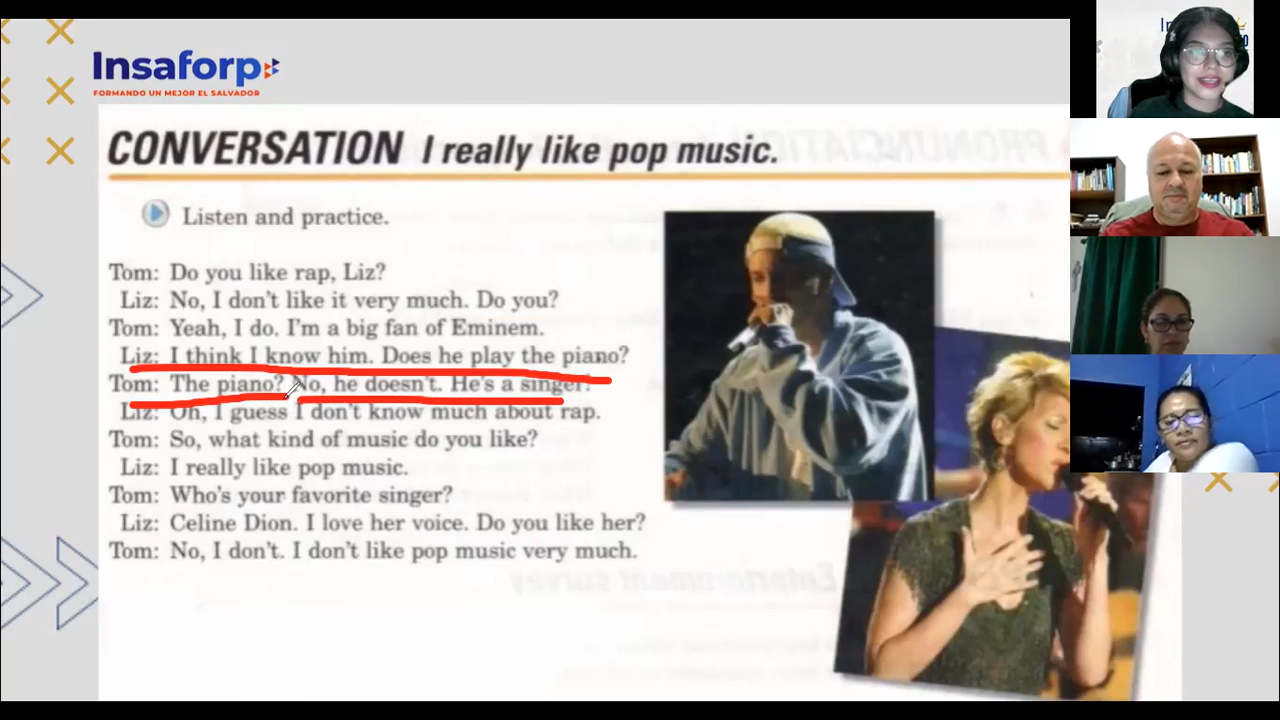 Insaforp
FORMANDO UN MEJOR EL SALVADOR
CONVERSATION I really like pop music.
Listen and practice.
Tom: Do you like rap, Liz?
Liz: No, I don't like it very much. Do you?
Tom: Yeah, I do. I'm a big fan of Eminem.
Liz: I think I know him. Does he play the piano?
Tom: The piano? No, he doesn't. He's a singer!
Liz: Oh, I guess I don't know much about rap.
Tom: So, what kind of music do you like?
Liz: I really like pop music.
Tom: Who's your favorite singer?
Liz: Celine Dion. I love her voice. Do you like her?
Tom: No, I don't. I don't like pop music very much.